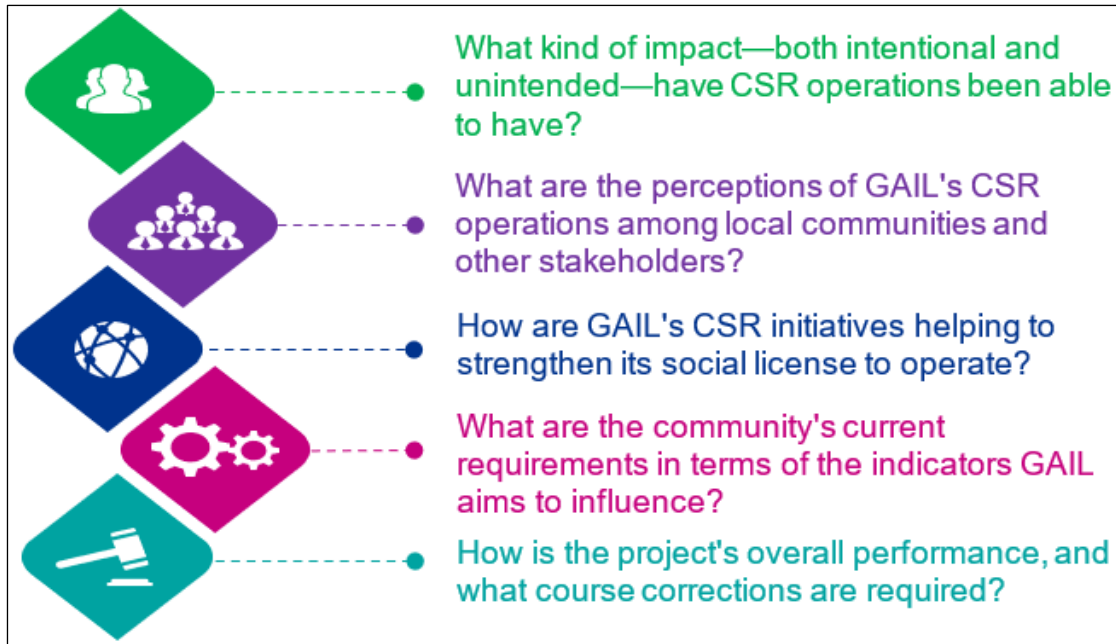 What kind of impact—both intentional and
unintended—have CSR operations been able
to have?
What are the perceptions of GAIL's CSR
operations among local communities and
other stakeholders?
How are GAIL's CSR initiatives helping to
strengthen its social license to operate?
What are the community's current
requirements in terms of the indicators GAIL
aims to influence?
How is the project's overall performance, and
what course corrections are required?